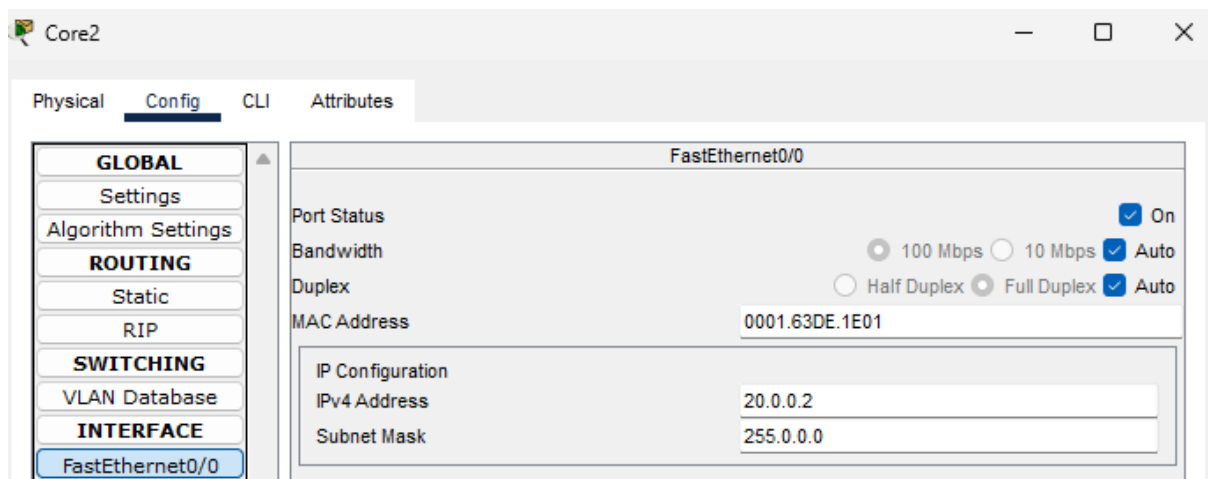 Core2
Physical Config CLI Attributes
GLOBAL
Settings
Algorithm Settings
ROUTING
Static
RIP
SWITCHING
VLAN Database
INTERFACE
FastEthernet0/0
FastEthernet0/0
Port Status On
Bandwidth 100 Mbps 10 Mbps Auto
Duplex Half Duplex Full Duplex Auto
MAC Address 0001.63DE.1E01
IP Configuration
IPv4 Address 20.0.0.2
Subnet Mask 255.0.0.0